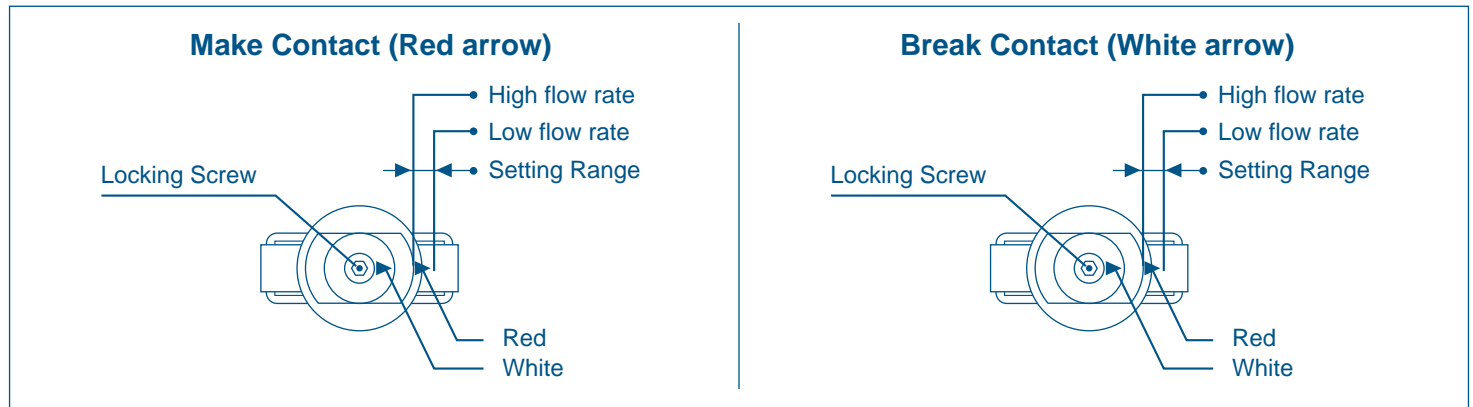 Make Contact (Red arrow)
High flow rate
Low flow rate
Setting Range
Locking Screw
Red
White
Break Contact (White arrow)
High flow rate
Low flow rate
Setting Range
Locking Screw
Red
White